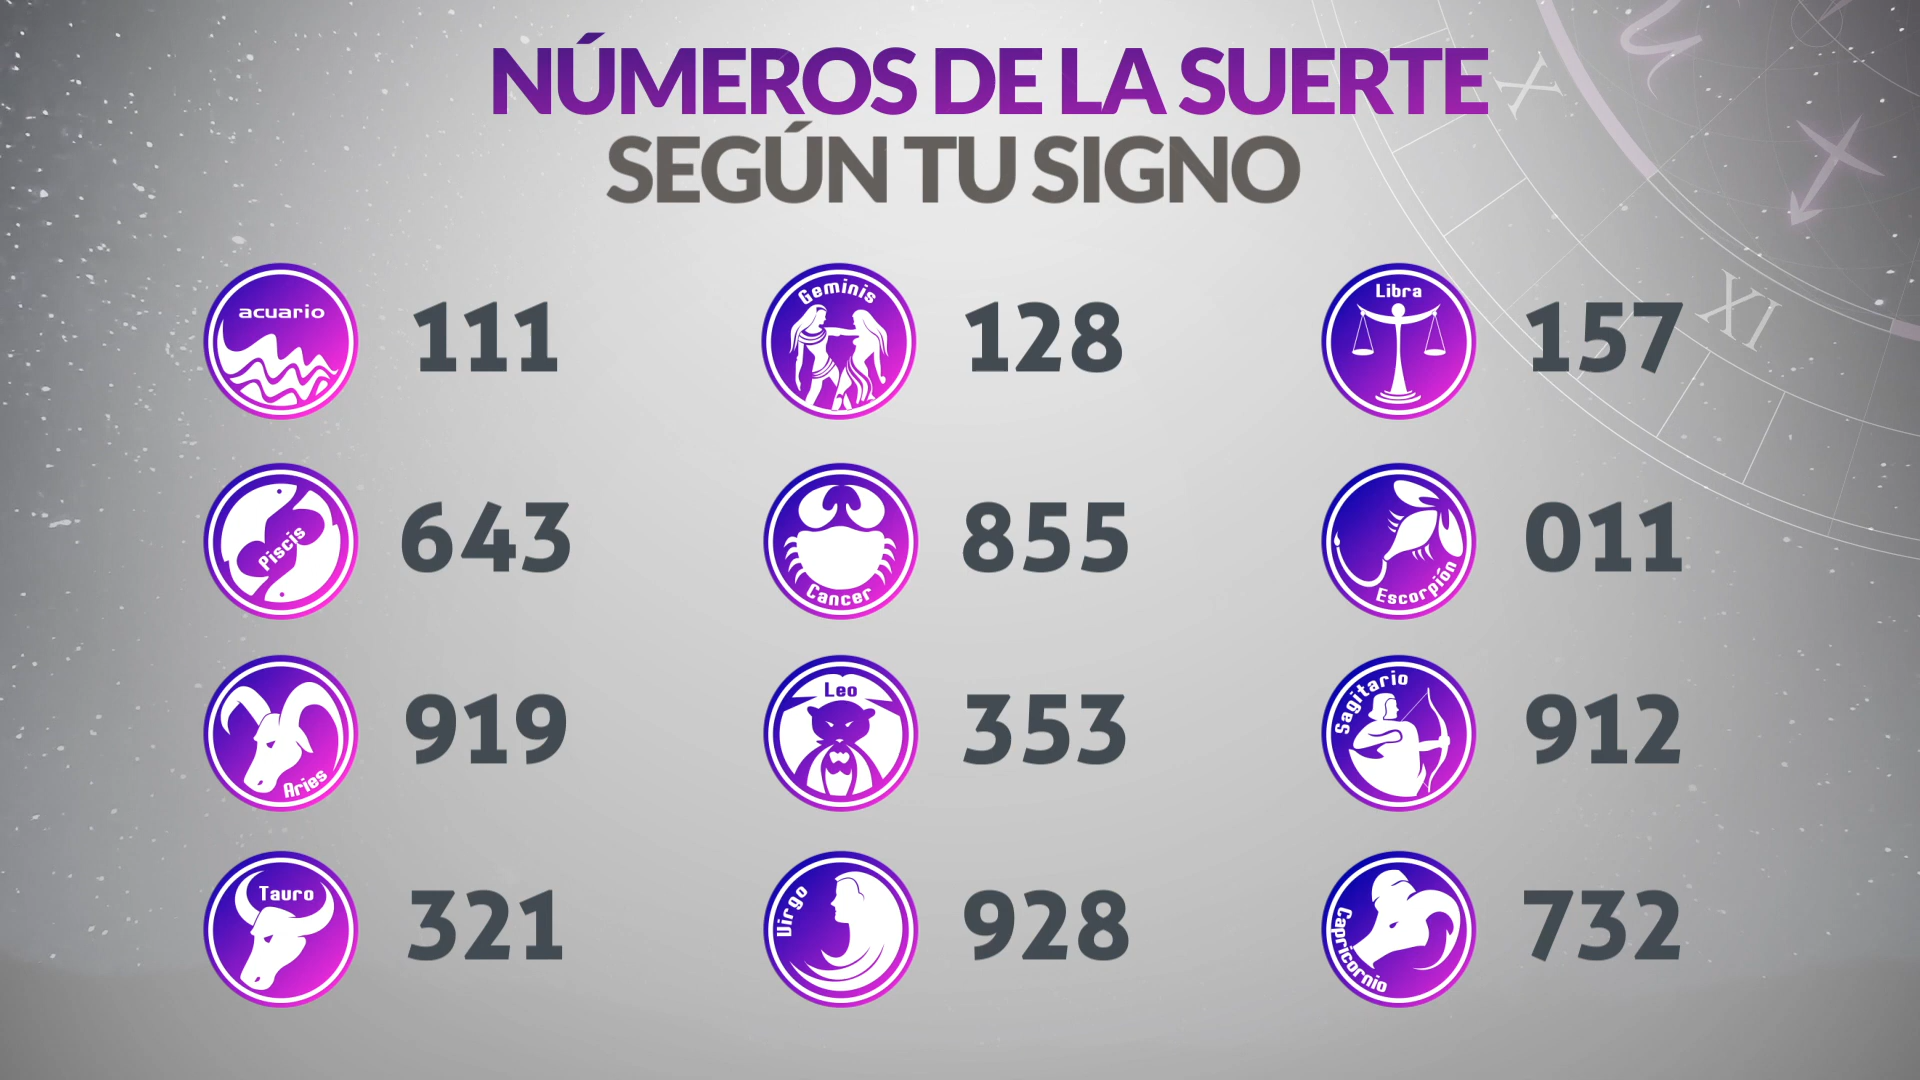 NÚMEROS DE LA SUERTE
SEGÚN TU SIGNO
acuario 111
Geminis 128
Libra 157
Piscis 643
Cancer 855
Escorpión 011
Aries 919
Leo 353
Sagitario 912
Tauro 321
Virgo 928
Capricornio 732
X
XI